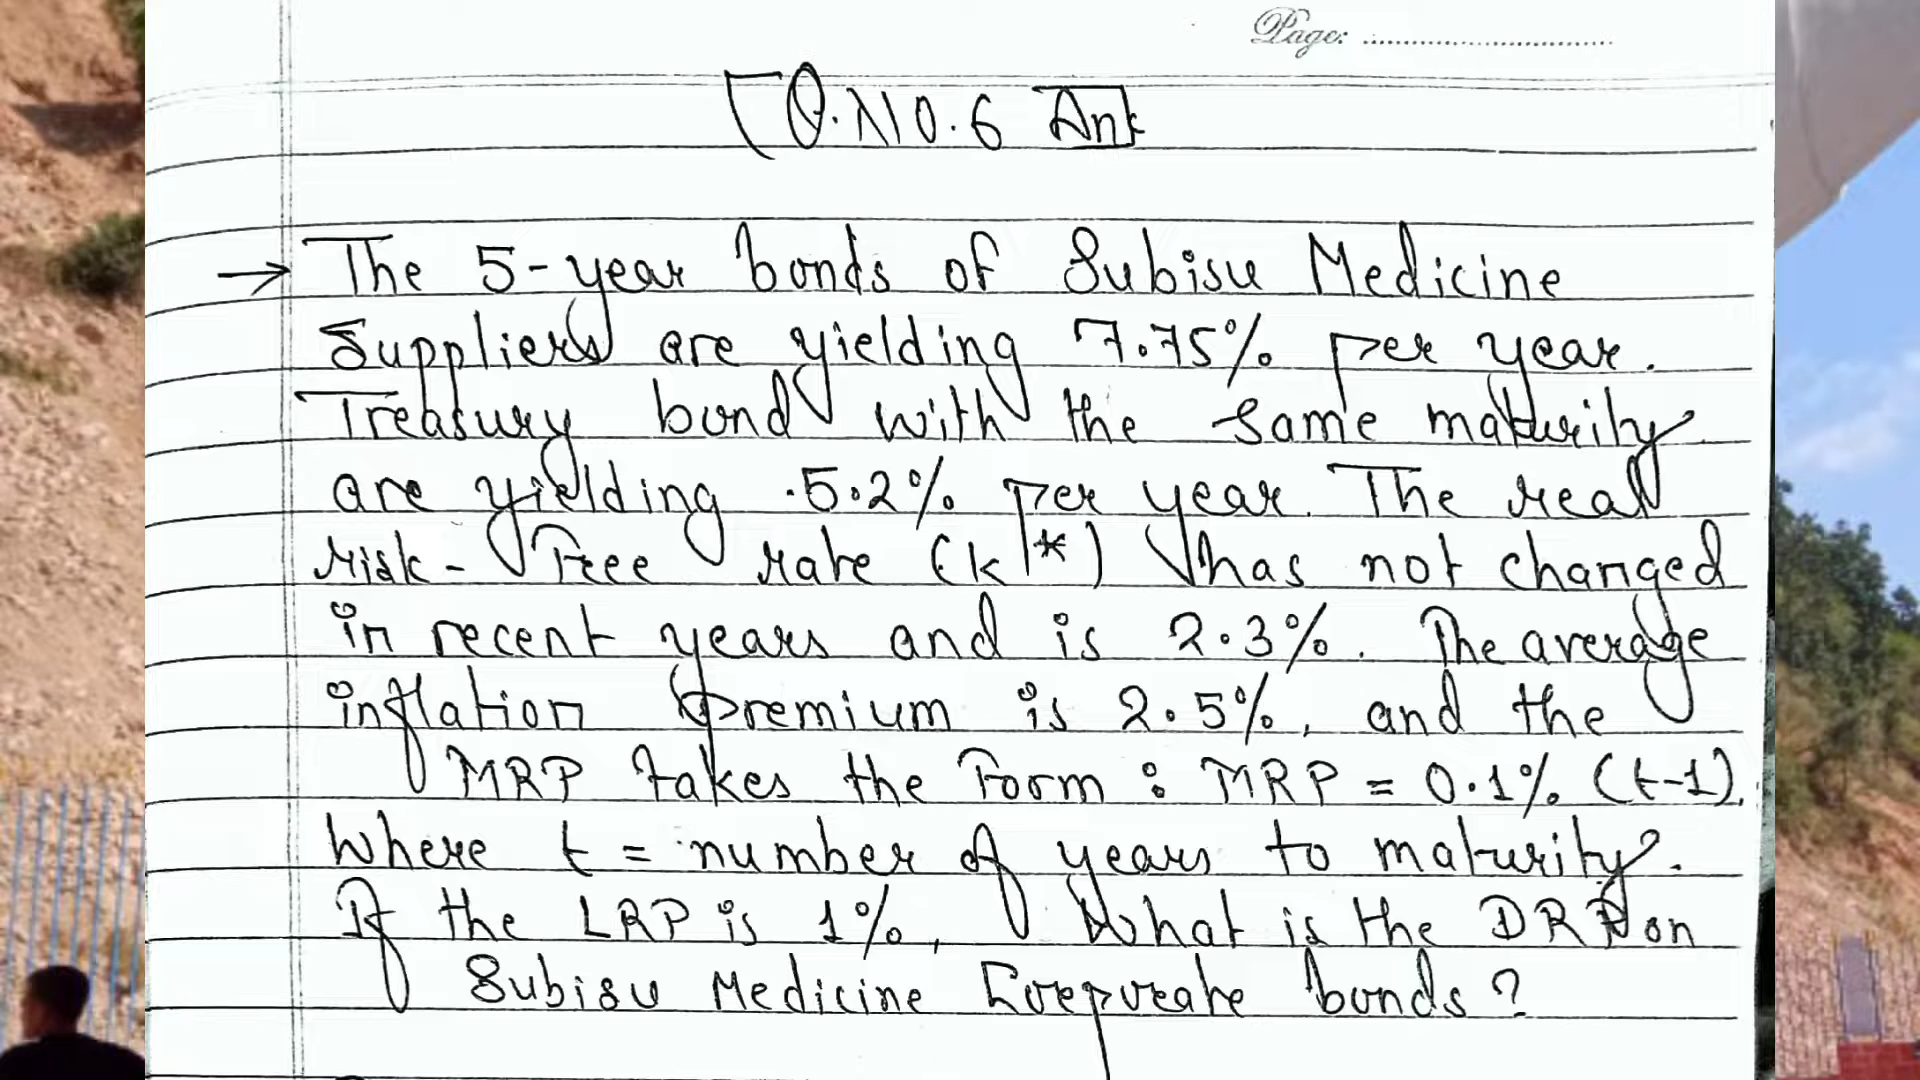 Page: ..............................
Q.N0.6 Ans
→ The 5-year bonds of Subisu Medicine
Suppliers are yielding 7.75% per year.
Treasury bond with the same maturity
are yielding 5.2% per year. The real
risk-free rate (k*) has not changed
in recent years and is 2.3%. The average
inflation premium is 2.5%, and the
MRP takes the Form : MRP = 0.1% (t-1),
Where t = number of years to maturity.
If the LRP is 1%, What is the DRP on
Subisu Medicine Corporate bonds?